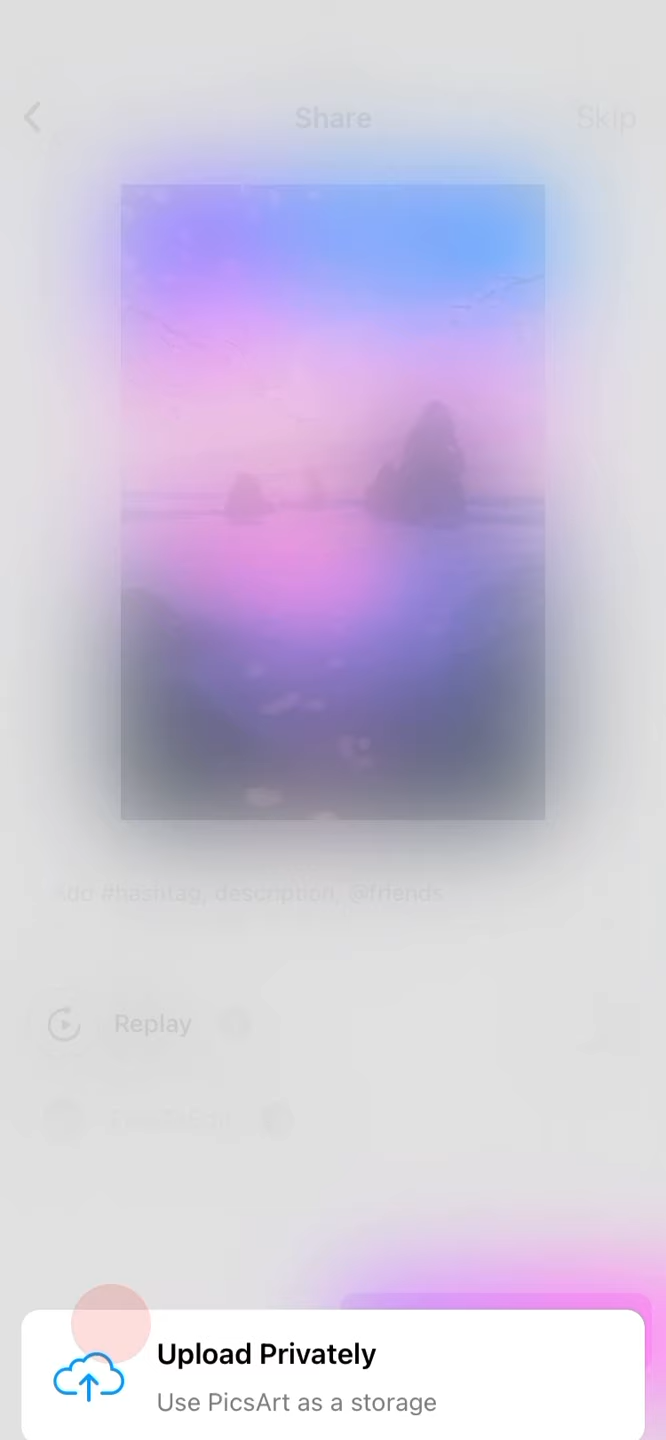 Share
Skip
Add #hashtag, description, @friends
Replay
Upload Privately
Use PicsArt as a storage